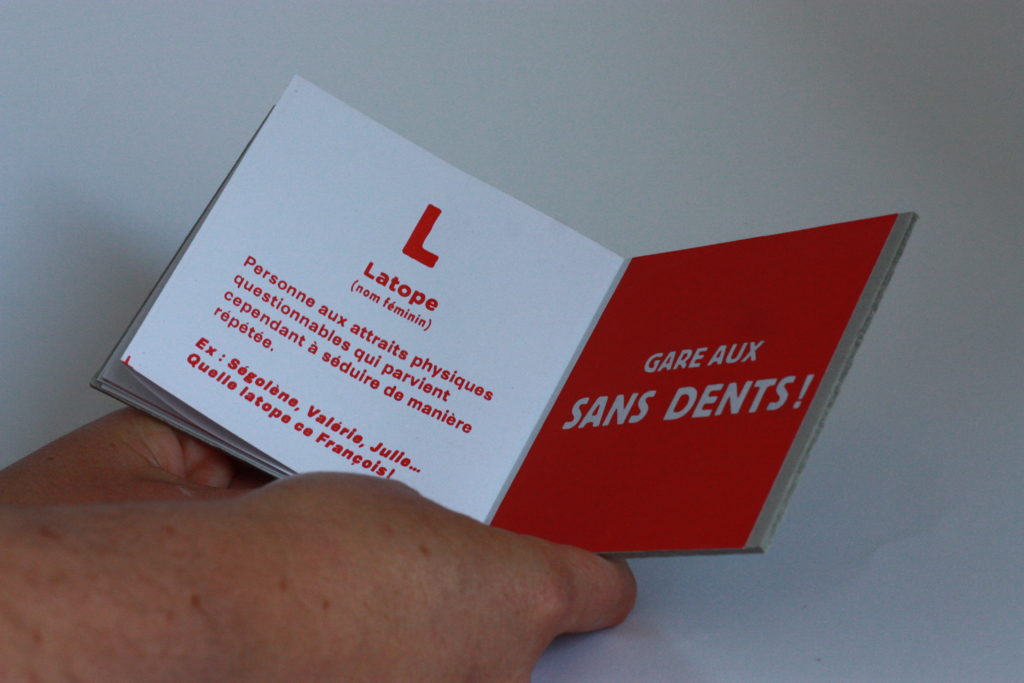 L
Latope
(nom féminin)
Personne aux attraits physiques
questionnables qui parvient
cependant à séduire de manière
répétée.
Ex : Ségolène, Valérie, Julie...
Quelle latope ce François!
GARE AUX
SANS DENTS!